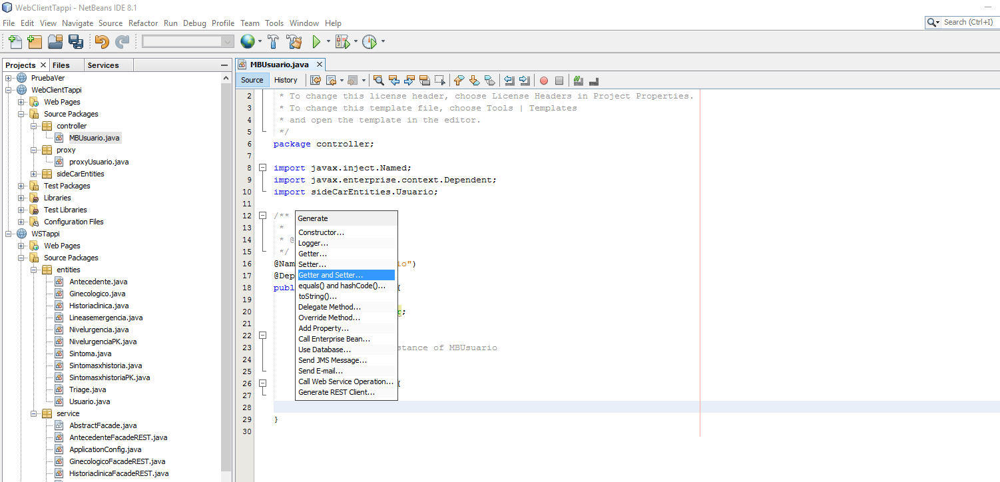 WebClientTappi - NetBeans IDE 8.1
File Edit View Navigate Source Refactor Run Debug Profile Team Tools Window Help
Search (Ctrl+I)
Projects Files Services
PruebaVer
WebClientTappi
Web Pages
Source Packages
controller
MBUsuario.java
proxy
proxyUsuario.java
sideCarEntities
Test Packages
Libraries
Test Libraries
Configuration Files
WSTappi
Web Pages
Source Packages
entities
Antecedente.java
Ginecologico.java
Historiaclinica.java
Lineasemergencia.java
Nivelurgencia.java
NivelurgenciaPK.java
Sintoma.java
Sintomasxhistoria.java
SintomasxhistoriaPK.java
Triage.java
Usuario.java
service
AbstractFacade.java
AntecedenteFacadeREST.java
ApplicationConfig.java
GinecologicoFacadeREST.java
HistoriaclinicaFacadeREST.java
MBUsuario.java
Source History
2 * To change this license header, choose License Headers in Project Properties.
3 * To change this template file, choose Tools | Templates
4 * and open the template in the editor.
5 */
6 package controller;
7
8 import javax.inject.Named;
9 import javax.enterprise.context.Dependent;
10 import sideCarEntities.Usuario;
11
12 /**
13 *
14 * @
15 */
16 @Nam io")
17 @Dep
18 publ {
19
20 r;
21
22
23 stance of MBUsuario
24
25
26 {
27
28
29 }
30
Generate
Constructor...
Logger...
Getter...
Setter...
Getter and Setter...
equals() and hashCode()...
toString()...
Delegate Method...
Override Method...
Add Property...
Call Enterprise Bean...
Use Database...
Send JMS Message...
Send E-mail...
Call Web Service Operation...
Generate REST Client...